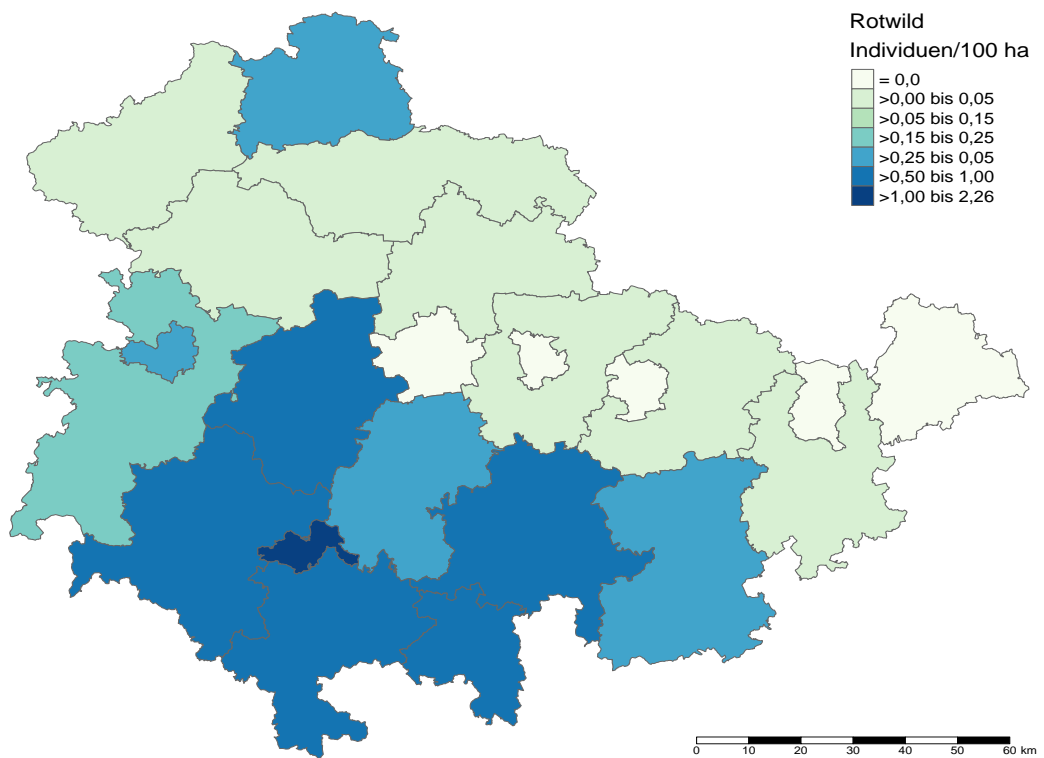 Rotwild
Individuen/100 ha
= 0,0
>0,00 bis 0,05
>0,05 bis 0,15
>0,15 bis 0,25
>0,25 bis 0,05
>0,50 bis 1,00
>1,00 bis 2,26
0 10 20 30 40 50 60 km